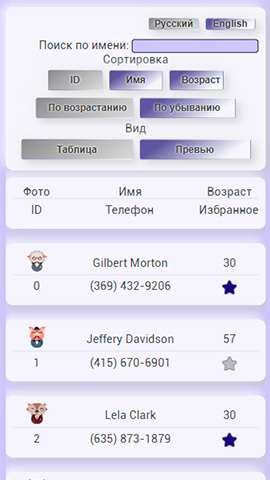 Русский English
Поиск по имени:
Сортировка
ID Имя Возраст
По возрастанию По убыванию
Вид
Таблица Превью
Фото Имя Возраст
ID Телефон Избранное
Gilbert Morton 30
0 (369) 432-9206
Jeffery Davidson 57
1 (415) 670-6901
Lela Clark 30
2 (635) 873-1879